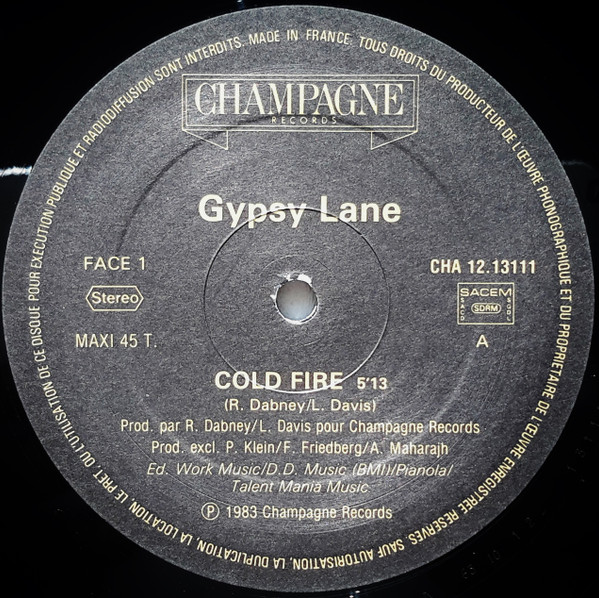 MADE IN FRANCE. TOUS DROITS DU PRODUCTEUR DE L'ŒUVRE PHONOGRAPHIQUE ET DU PROPRIETAIRE DE L'ŒUVRE ENREGISTREE RESERVES. SAUF AUTORISATION, LA DUPLICATION, LA LOCATION, LE PRET OU L'UTILISATION DE CE DISQUE POUR EXECUTION PUBLIQUE ET RADIODIFFUSION SONT INTERDITS.
CHAMPAGNE
RECORDS
Gypsy Lane
FACE 1
Stereo
MAXI 45 T.
CHA 12.13111
SACEM
SACD
SDRM
SGDL
A
COLD FIRE 5'13
(R. Dabney/L. Davis)
Prod. par R. Dabney/L. Davis pour Champagne Records
Prod. excl. P. Klein/F. Friedberg/A. Maharajh
Ed. Work Music/D.D. Music (BMI)/Pianola/
Talent Mania Music
Ⓟ 1983 Champagne Records